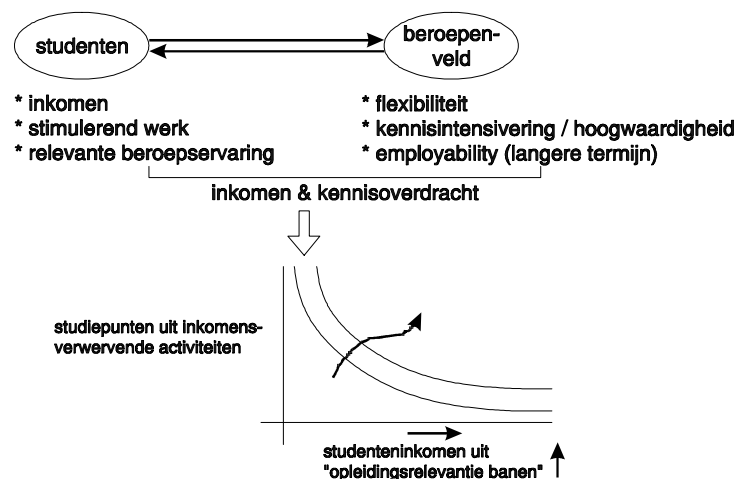 studenten
beroepen-
veld
* inkomen
* stimulerend werk
* relevante beroepservaring
* flexibiliteit
* kennisintensivering / hoogwaardigheid
* employability (langere termijn)
inkomen & kennisoverdracht
studiepunten uit inkomens-
verwervende activiteiten
studenteninkomen uit
"opleidingsrelevantie banen"